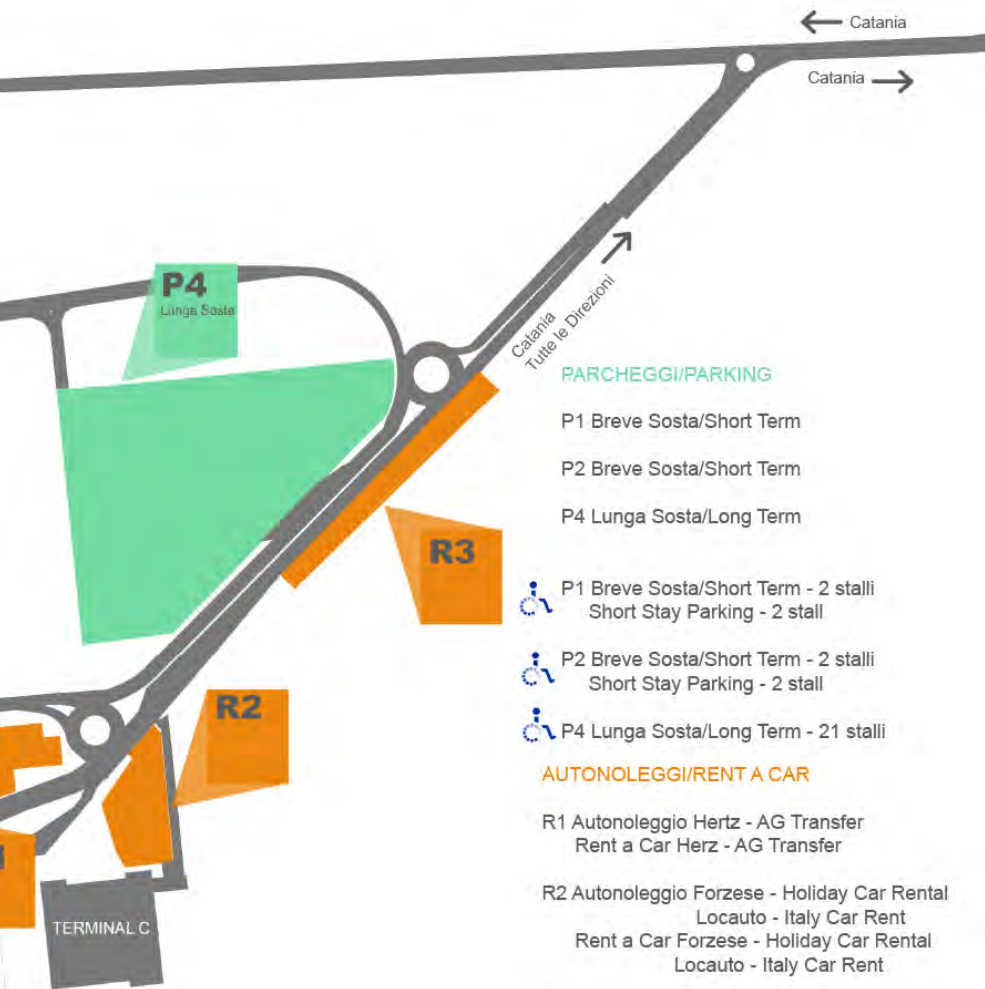 Catania
Catania
P4
Lunga Sosta
Catania
Tutte le Direzioni
PARCHEGGI/PARKING
P1 Breve Sosta/Short Term
P2 Breve Sosta/Short Term
P4 Lunga Sosta/Long Term
R3
P1 Breve Sosta/Short Term - 2 stalli
Short Stay Parking - 2 stall
P2 Breve Sosta/Short Term - 2 stalli
Short Stay Parking - 2 stall
R2
P4 Lunga Sosta/Long Term - 21 stalli
AUTONOLEGGI/RENT A CAR
R1 Autonoleggio Hertz - AG Transfer
Rent a Car Herz - AG Transfer
R2 Autonoleggio Forzese - Holiday Car Rental
Locauto - Italy Car Rent
Rent a Car Forzese - Holiday Car Rental
Locauto - Italy Car Rent
TERMINAL C